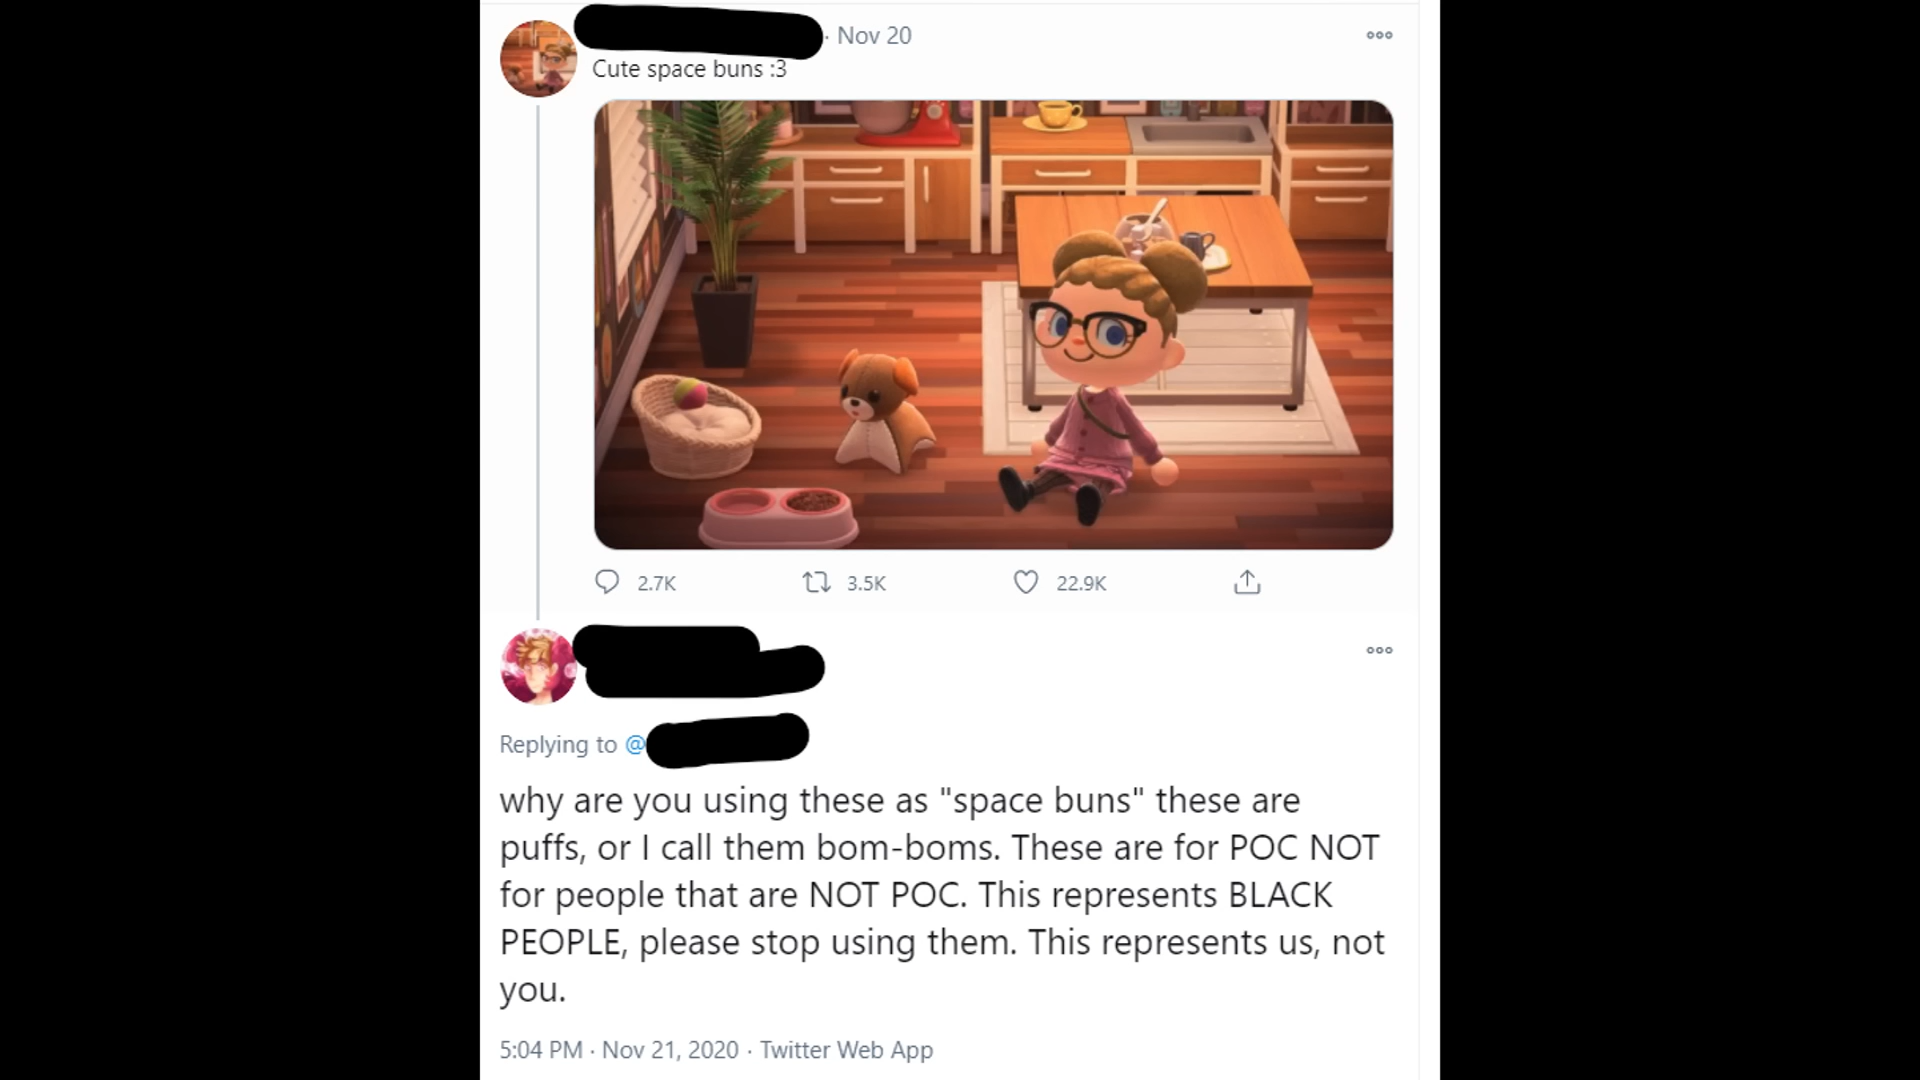 · Nov 20
Cute space buns :3
2.7K 3.5K 22.9K
Replying to @
why are you using these as "space buns" these are
puffs, or I call them bom-boms. These are for POC NOT
for people that are NOT POC. This represents BLACK
PEOPLE, please stop using them. This represents us, not
you.
5:04 PM · Nov 21, 2020 · Twitter Web App